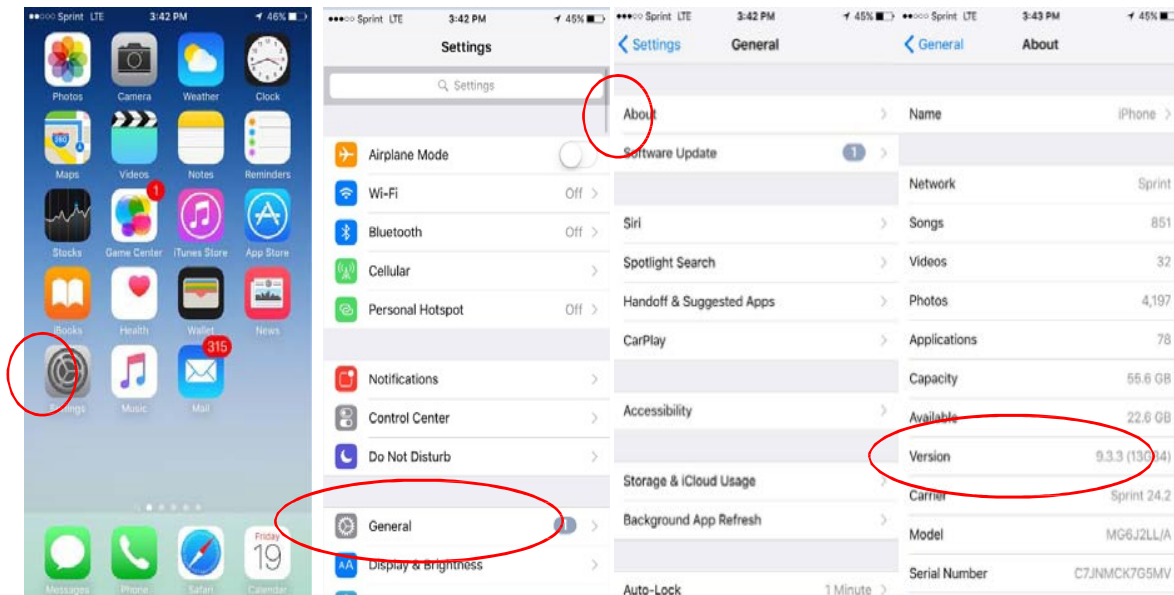 Sprint LTE 3:42 PM 46%
Photos Camera Weather Clock
280
Maps Videos Notes Reminders
1
Stocks Game Center iTunes Store App Store
iBooks Health Wallet News
315
Settings Music Mail
Friday
19
Messages Phone Safari Calendar
Sprint LTE 3:42 PM 45%
Settings
Settings
Airplane Mode
Wi-Fi Off
Bluetooth Off
Cellular
Personal Hotspot Off
Notifications
Control Center
Do Not Disturb
General 1
AA Display & Brightness
Sprint LTE 3:42 PM 45%
Settings General
About
Software Update 1
Siri
Spotlight Search
Handoff & Suggested Apps
CarPlay
Accessibility
Storage & iCloud Usage
Background App Refresh
Auto-Lock 1 Minute
Sprint LTE 3:43 PM 45%
General About
Name iPhone
Network Sprint
Songs 851
Videos 32
Photos 4,197
Applications 78
Capacity 55.6 GB
Available 22.6 GB
Version 9.3.3 (13G34)
Carrier Sprint 24.2
Model MG6J2LL/A
Serial Number C7JNMCK7G5MV